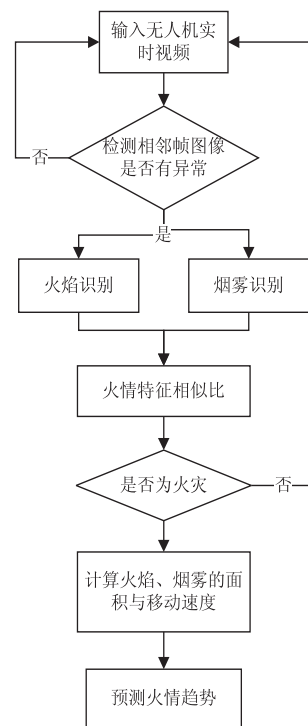 输入无人机实
时视频
检测相邻帧图像
是否有异常
否
是
火焰识别
烟雾识别
火情特征相似比
是否为火灾
否
计算火焰、烟雾的面
积与移动速度
预测火情趋势